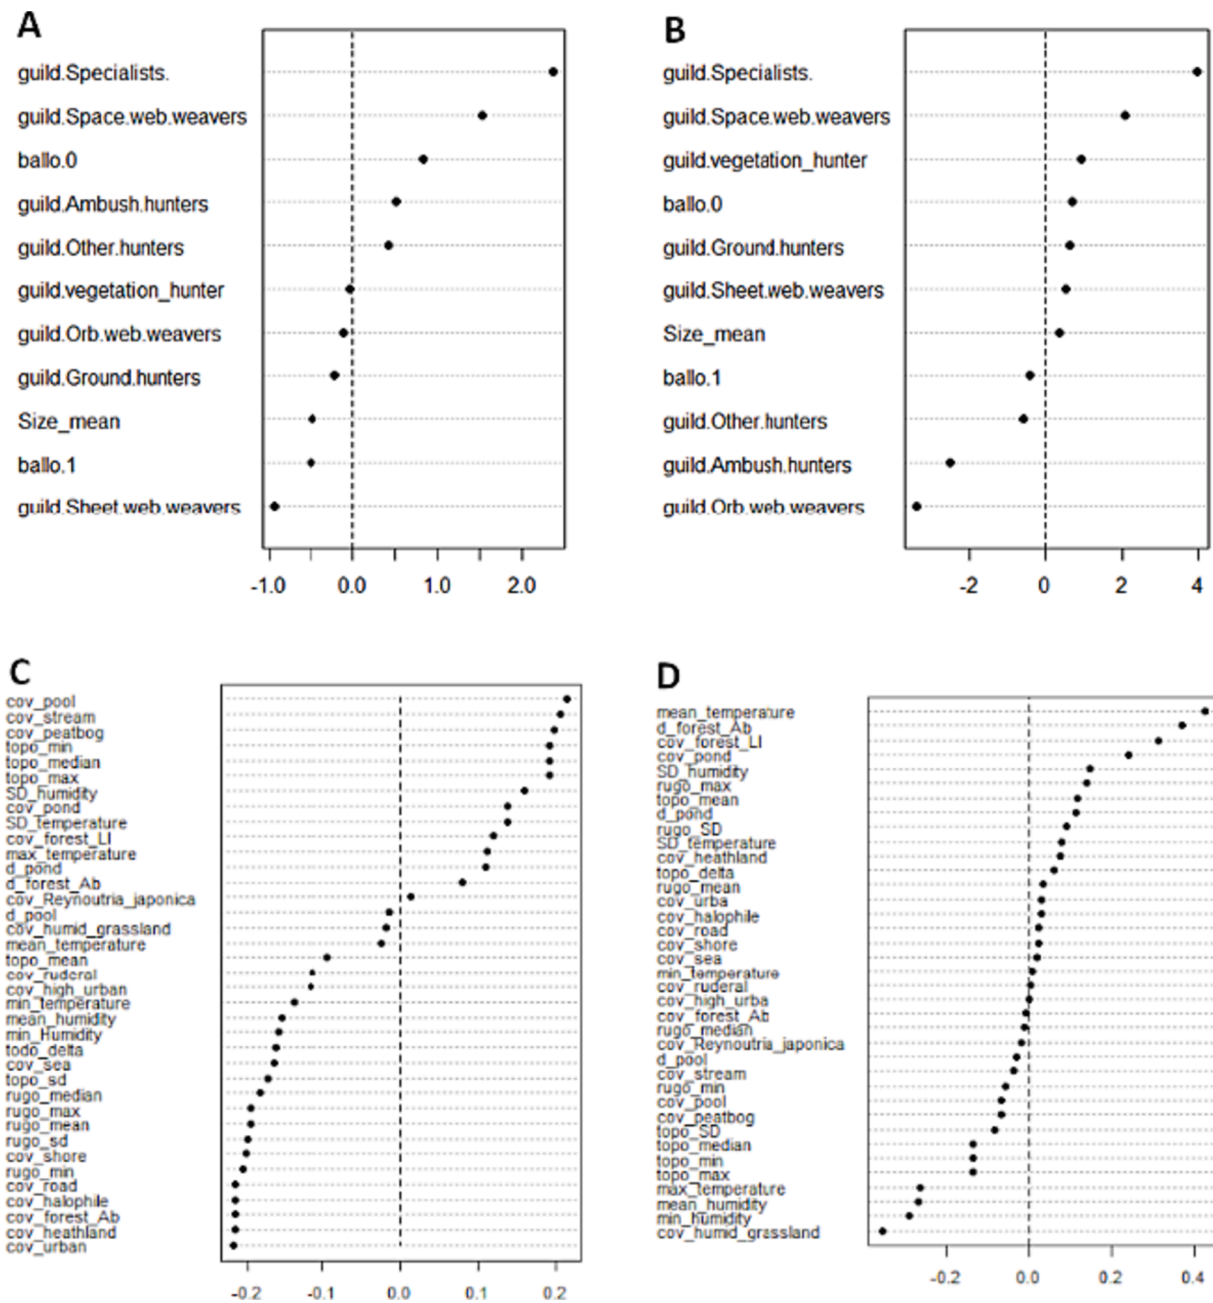 A
guild.Specialists.
guild.Space.web.weavers
ballo.0
guild.Ambush.hunters
guild.Other.hunters
guild.vegetation_hunter
guild.Orb.web.weavers
guild.Ground.hunters
Size_mean
ballo.1
guild.Sheet.web.weavers
-1.0 0.0 1.0 2.0
B
guild.Specialists.
guild.Space.web.weavers
guild.vegetation_hunter
ballo.0
guild.Ground.hunters
guild.Sheet.web.weavers
Size_mean
ballo.1
guild.Other.hunters
guild.Ambush.hunters
guild.Orb.web.weavers
-2 0 2 4
C
cov_pool
cov_stream
cov_peatbog
topo_min
topo_median
topo_max
SD_humidity
cov_pond
SD_temperature
cov_forest_LI
max_temperature
d_pond
d_forest_Ab
cov_Reynoutria_japonica
d_pool
cov_humid_grassland
mean_temperature
topo_mean
cov_ruderal
cov_high_urban
min_temperature
mean_humidity
min_Humidity
todo_delta
cov_sea
topo_sd
rugo_median
rugo_max
rugo_mean
rugo_sd
cov_shore
rugo_min
cov_road
cov_halophile
cov_forest_Ab
cov_heathland
cov_urban
-0.2 -0.1 0.0 0.1 0.2
D
mean_temperature
d_forest_Ab
cov_forest_LI
cov_pond
SD_humidity
rugo_max
topo_mean
d_pond
rugo_SD
SD_temperature
cov_heathland
topo_delta
rugo_mean
cov_urba
cov_halophile
cov_road
cov_shore
cov_sea
min_temperature
cov_ruderal
cov_high_urba
cov_forest_Ab
rugo_median
cov_Reynoutria_japonica
d_pool
cov_stream
rugo_min
cov_pool
cov_peatbog
topo_SD
topo_median
topo_min
topo_max
max_temperature
mean_humidity
min_humidity
cov_humid_grassland
-0.2 0.0 0.2 0.4